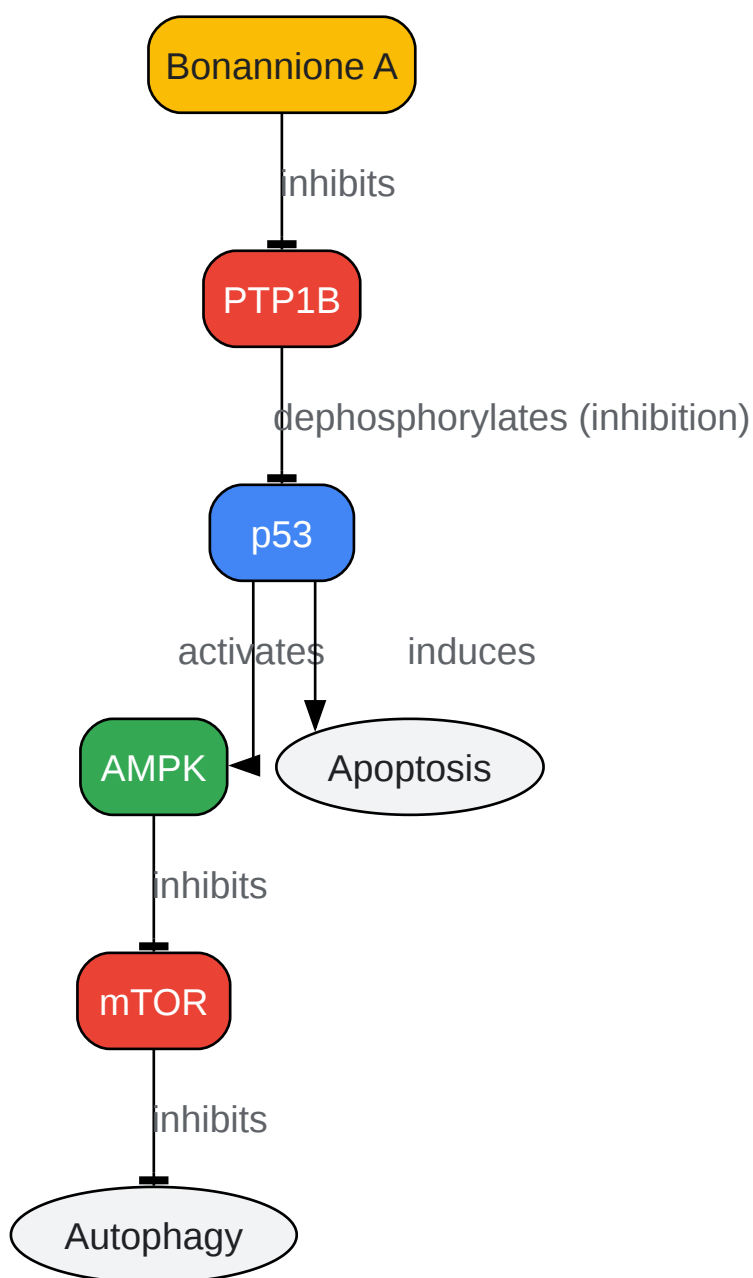 Bonannione A
inhibits
PTP1B
dephosphorylates (inhibition)
p53
activates
induces
AMPK
Apoptosis
inhibits
mTOR
inhibits
Autophagy